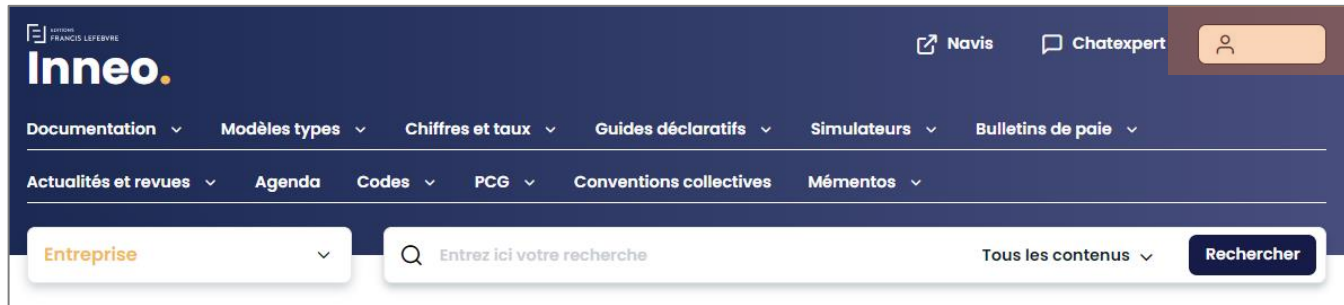 EDITIONS
FRANCIS LEFEBVRE
Inneo.
Navis Chatexpert
Documentation Modèles types Chiffres et taux Guides déclaratifs Simulateurs Bulletins de paie
Actualités et revues Agenda Codes PCG Conventions collectives Mémentos
Entreprise Entrez ici votre recherche Tous les contenus Rechercher